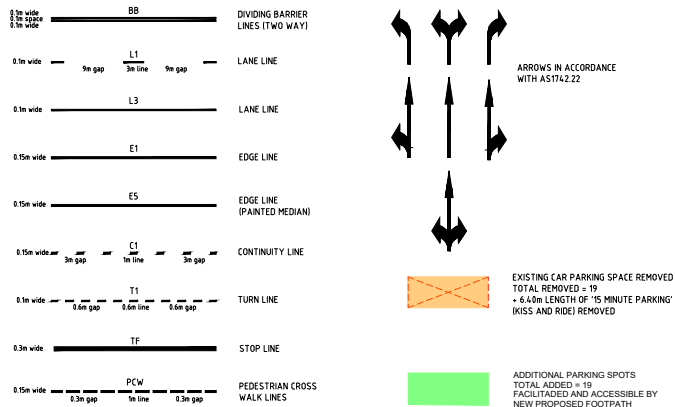 0.1m wide
0.1m space
0.1m wide
BB
DIVIDING BARRIER
LINES (TWO WAY)
0.1m wide
L1
9m gap
3m line
9m gap
LANE LINE
0.1m wide
L3
LANE LINE
0.15m wide
E1
EDGE LINE
0.15m wide
E5
EDGE LINE
(PAINTED MEDIAN)
0.15m wide
C1
3m gap
1m line
3m gap
CONTINUITY LINE
0.1m wide
T1
0.6m gap
0.6m line
0.6m gap
TURN LINE
0.3m wide
TF
STOP LINE
0.15m wide
PCW
0.3m gap
1m line
0.3m gap
PEDESTRIAN CROSS
WALK LINES
ARROWS IN ACCORDANCE
WITH AS1742.22
EXISTING CAR PARKING SPACE REMOVED
TOTAL REMOVED = 19
+ 6.40m LENGTH OF '15 MINUTE PARKING'
(KISS AND RIDE) REMOVED
ADDITIONAL PARKING SPOTS
TOTAL ADDED = 19
FACILITADED AND ACCESSIBLE BY
NEW PROPOSED FOOTPATH